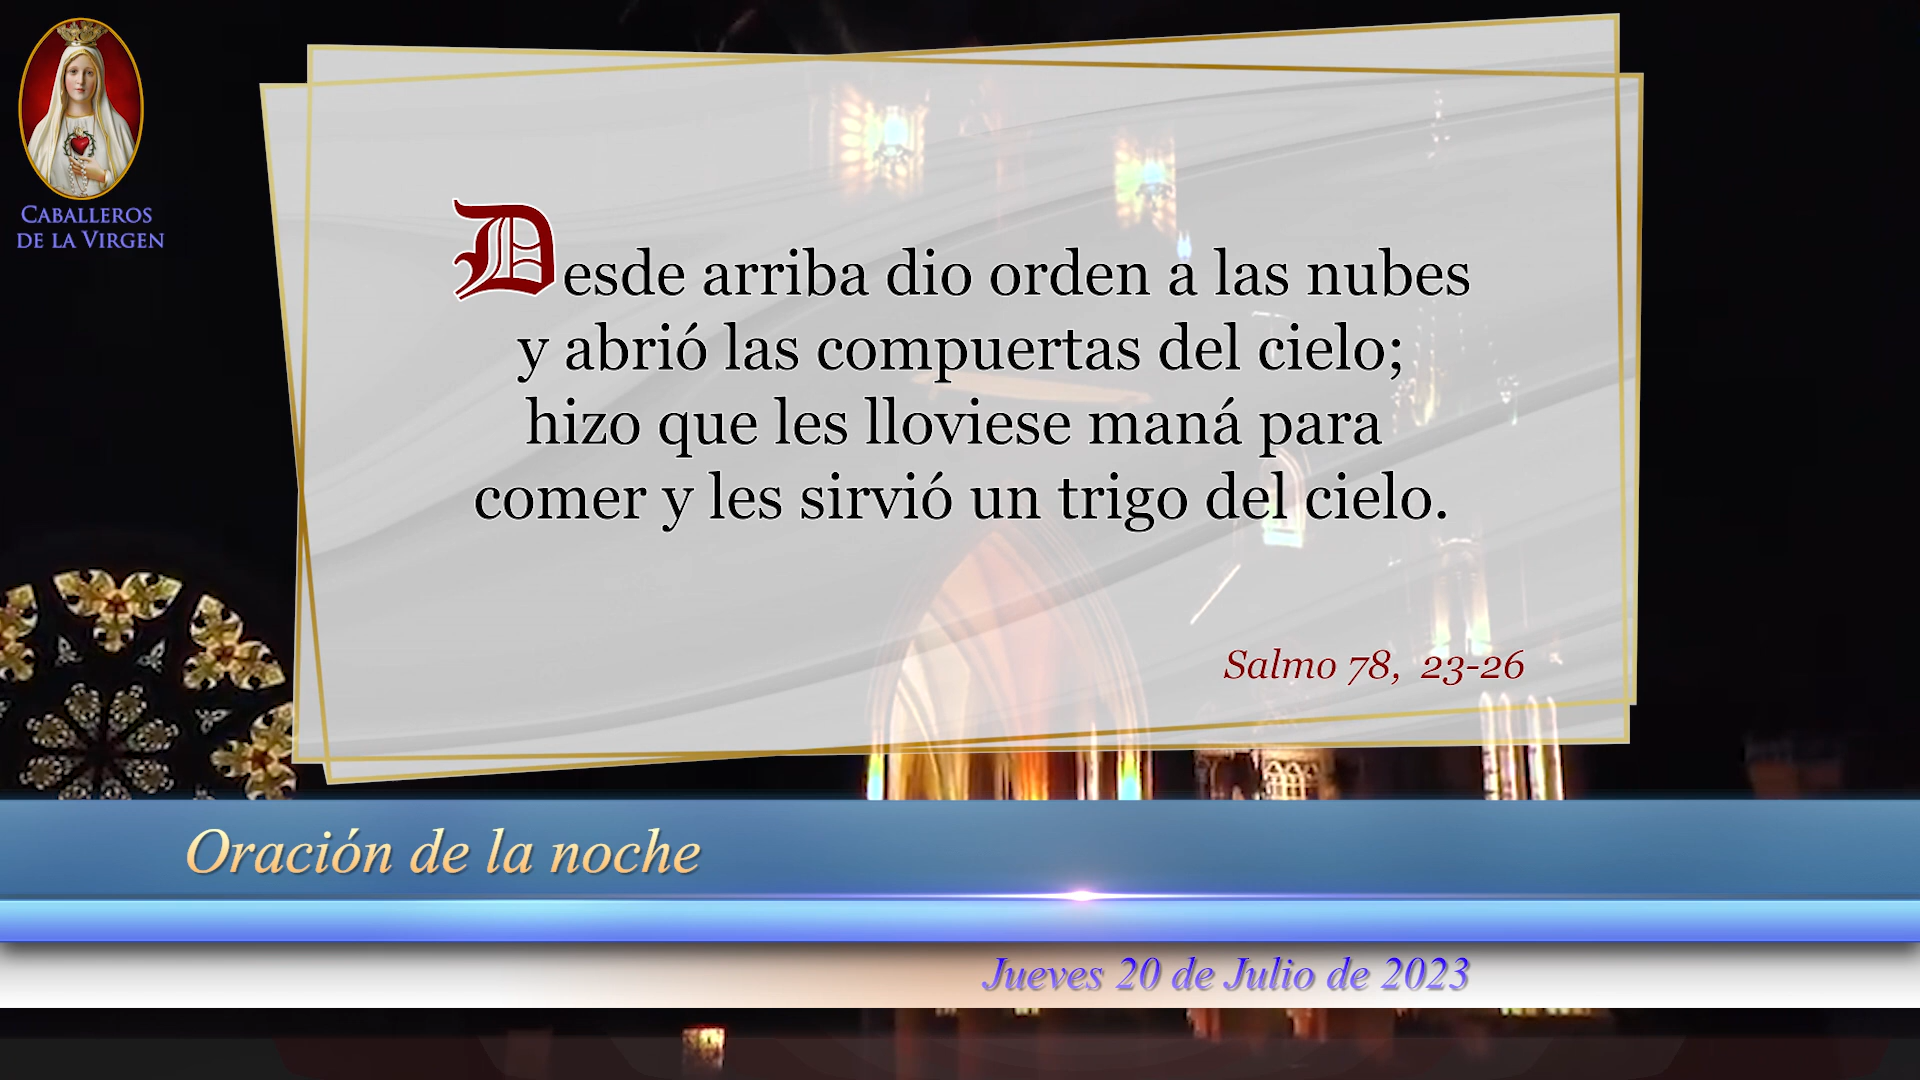 CABALLEROS
DE LA VIRGEN
Desde arriba dio orden a las nubes
y abrió las compuertas del cielo;
hizo que les lloviese maná para
comer y les sirvió un trigo del cielo.
Salmo 78, 23-26
Oración de la noche
Jueves 20 de Julio de 2023